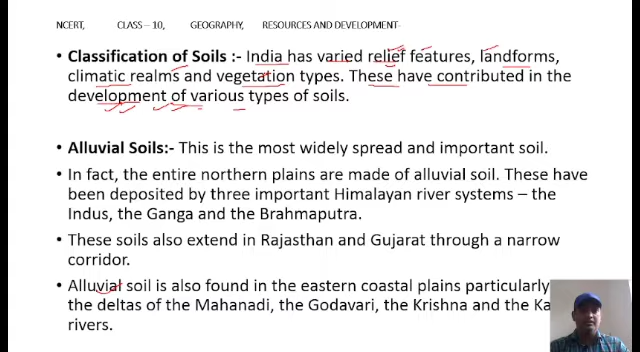 NCERT, CLASS – 10, GEOGRAPHY, RESOURCES AND DEVELOPMENT-
• Classification of Soils :- India has varied relief features, landforms,
climatic realms and vegetation types. These have contributed in the
development of various types of soils.
• Alluvial Soils:- This is the most widely spread and important soil.
• In fact, the entire northern plains are made of alluvial soil. These have
been deposited by three important Himalayan river systems – the
Indus, the Ganga and the Brahmaputra.
• These soils also extend in Rajasthan and Gujarat through a narrow
corridor.
• Alluvial soil is also found in the eastern coastal plains particularly
the deltas of the Mahanadi, the Godavari, the Krishna and the
rivers.